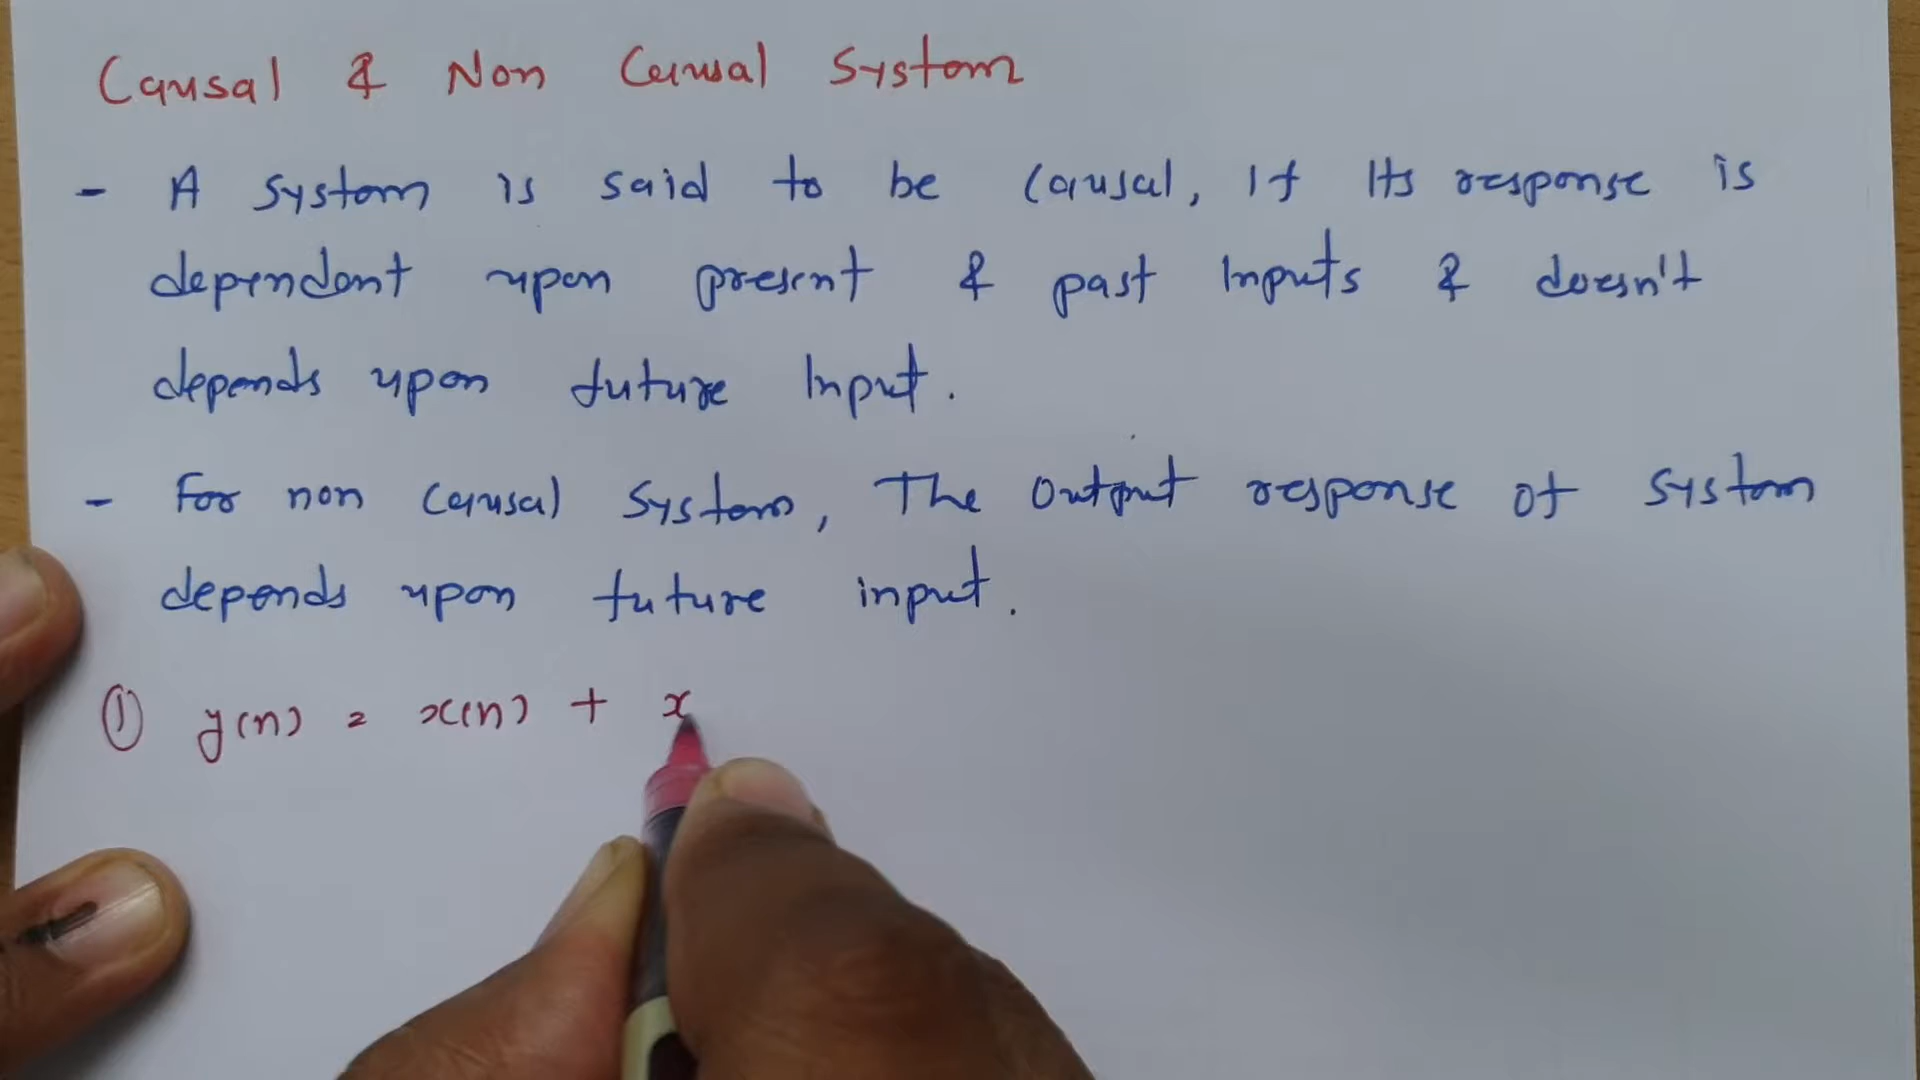 Causal & Non Causal System
- A system is said to be causal, if its response is
dependent upon present & past inputs & doesn't
depends upon future input.
- For non causal system, The output response of system
depends upon future input.
① y(n) = x(n) + x